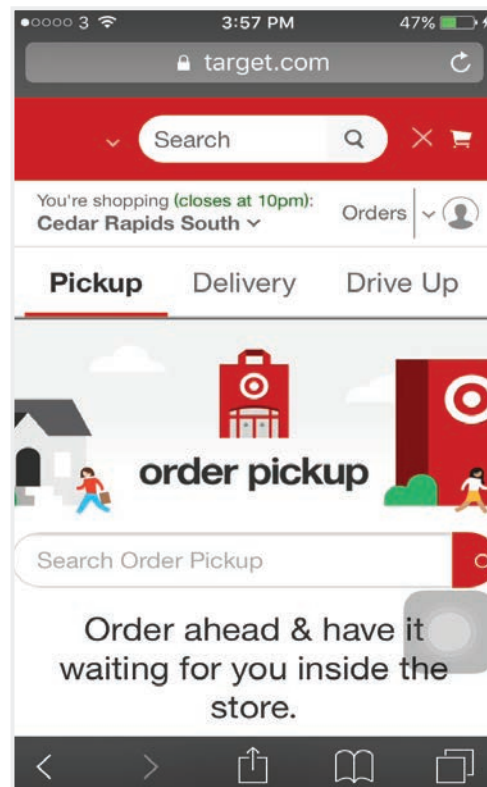 3 3:57 PM 47%
target.com
Search
You're shopping (closes at 10pm):
Cedar Rapids South
Orders
Pickup Delivery Drive Up
order pickup
Search Order Pickup
Order ahead & have it
waiting for you inside the
store.